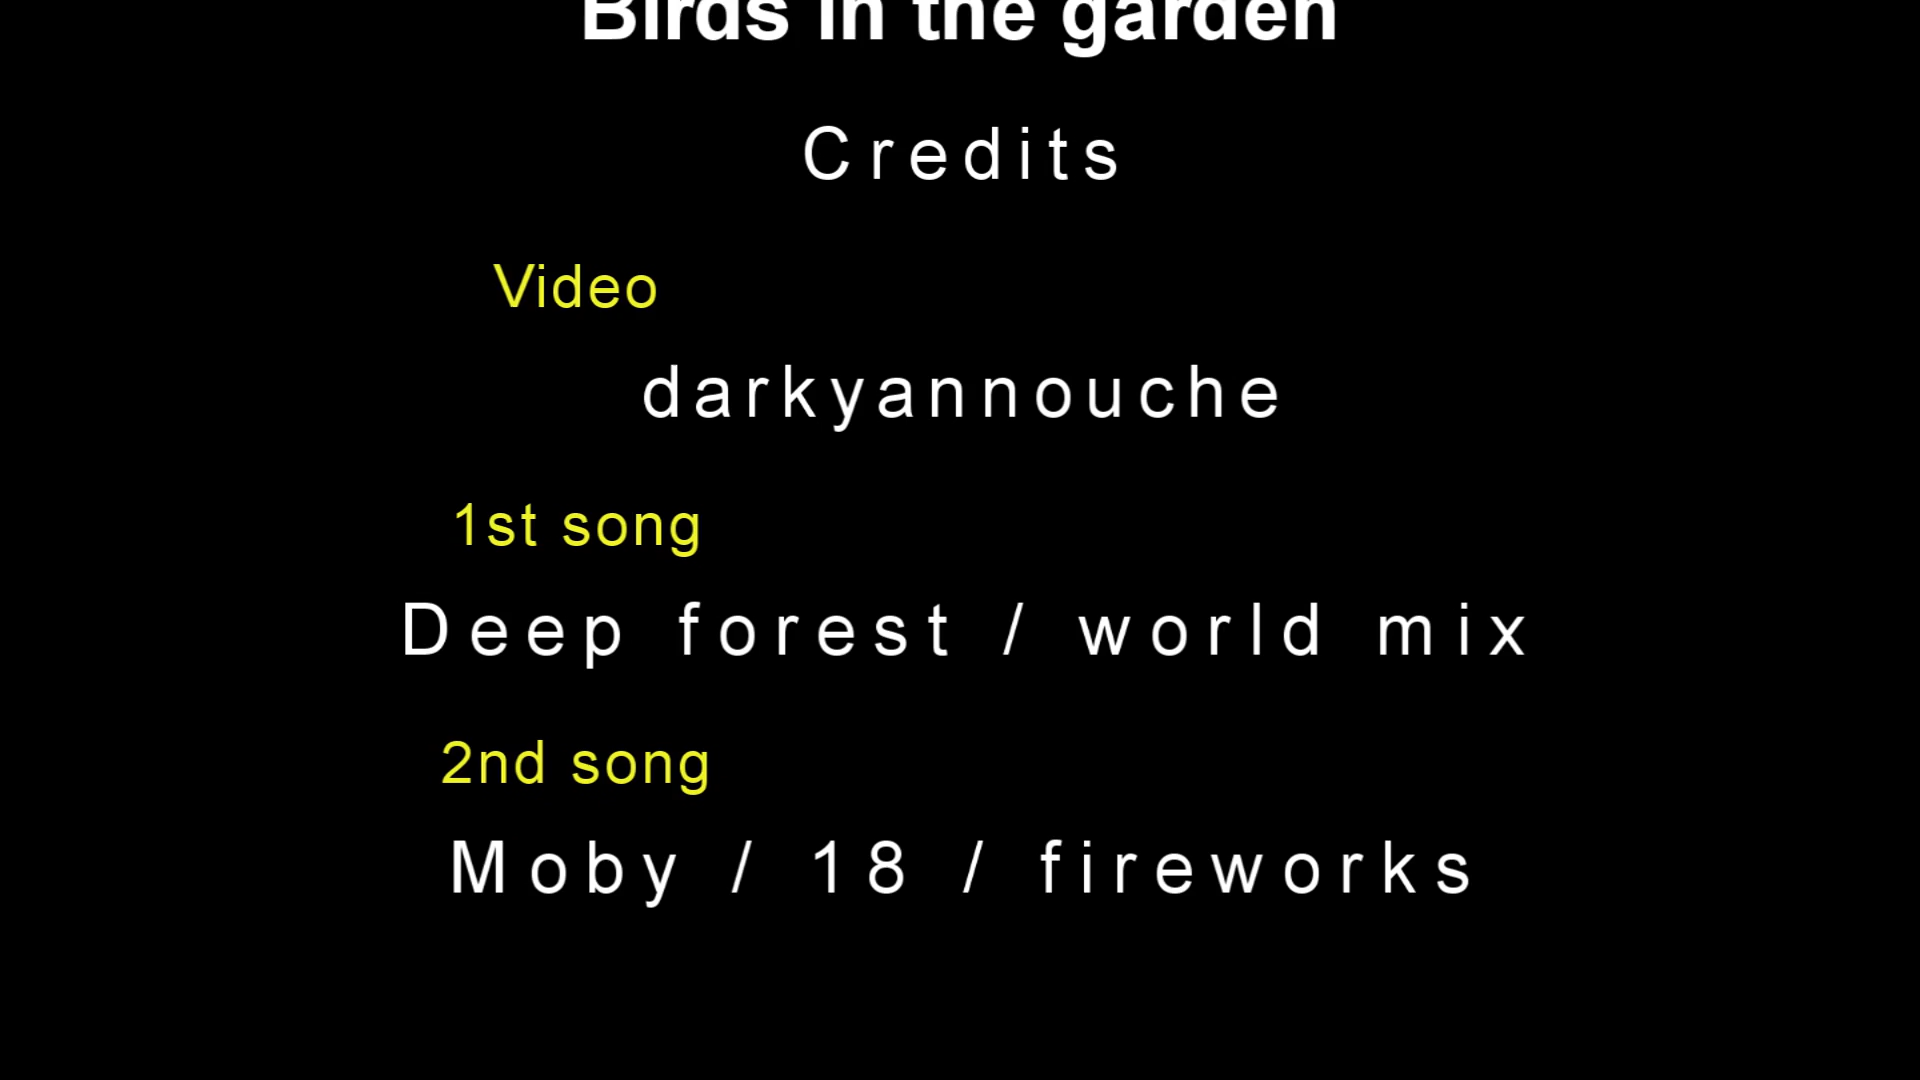 Birds in the garden
Credits
Video
darkyannouche
1st song
Deep forest / world mix
2nd song
Moby / 18 / fireworks